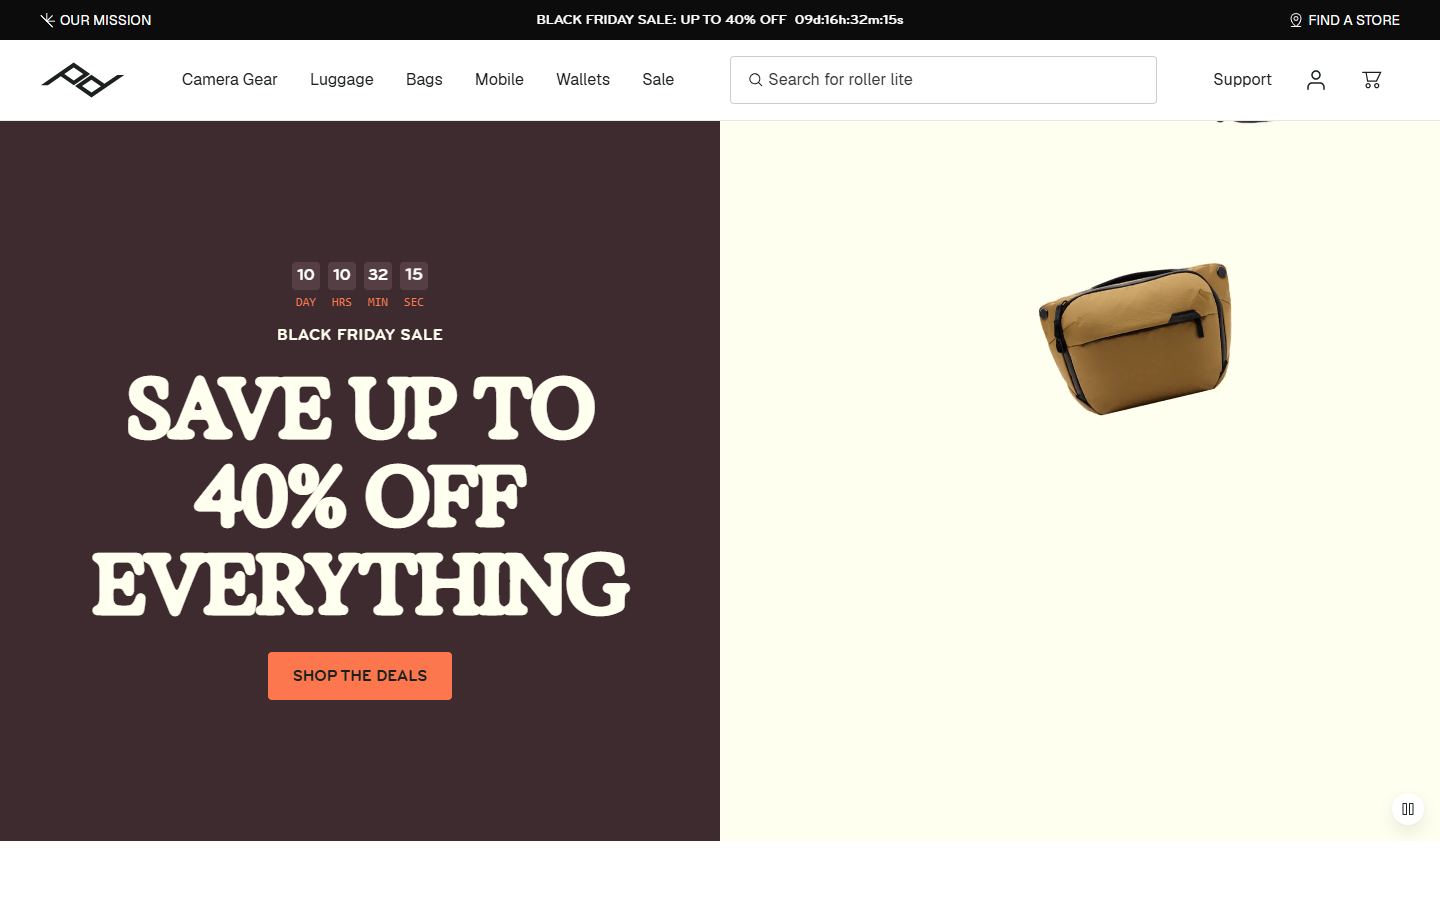 OUR MISSION
BLACK FRIDAY SALE: UP TO 40% OFF 09d:16h:32m:15s
FIND A STORE
Camera Gear
Luggage
Bags
Mobile
Wallets
Sale
Search for roller lite
Support
10 10 32 15
DAY HRS MIN SEC
BLACK FRIDAY SALE
SAVE UP TO
40% OFF
EVERYTHING
SHOP THE DEALS